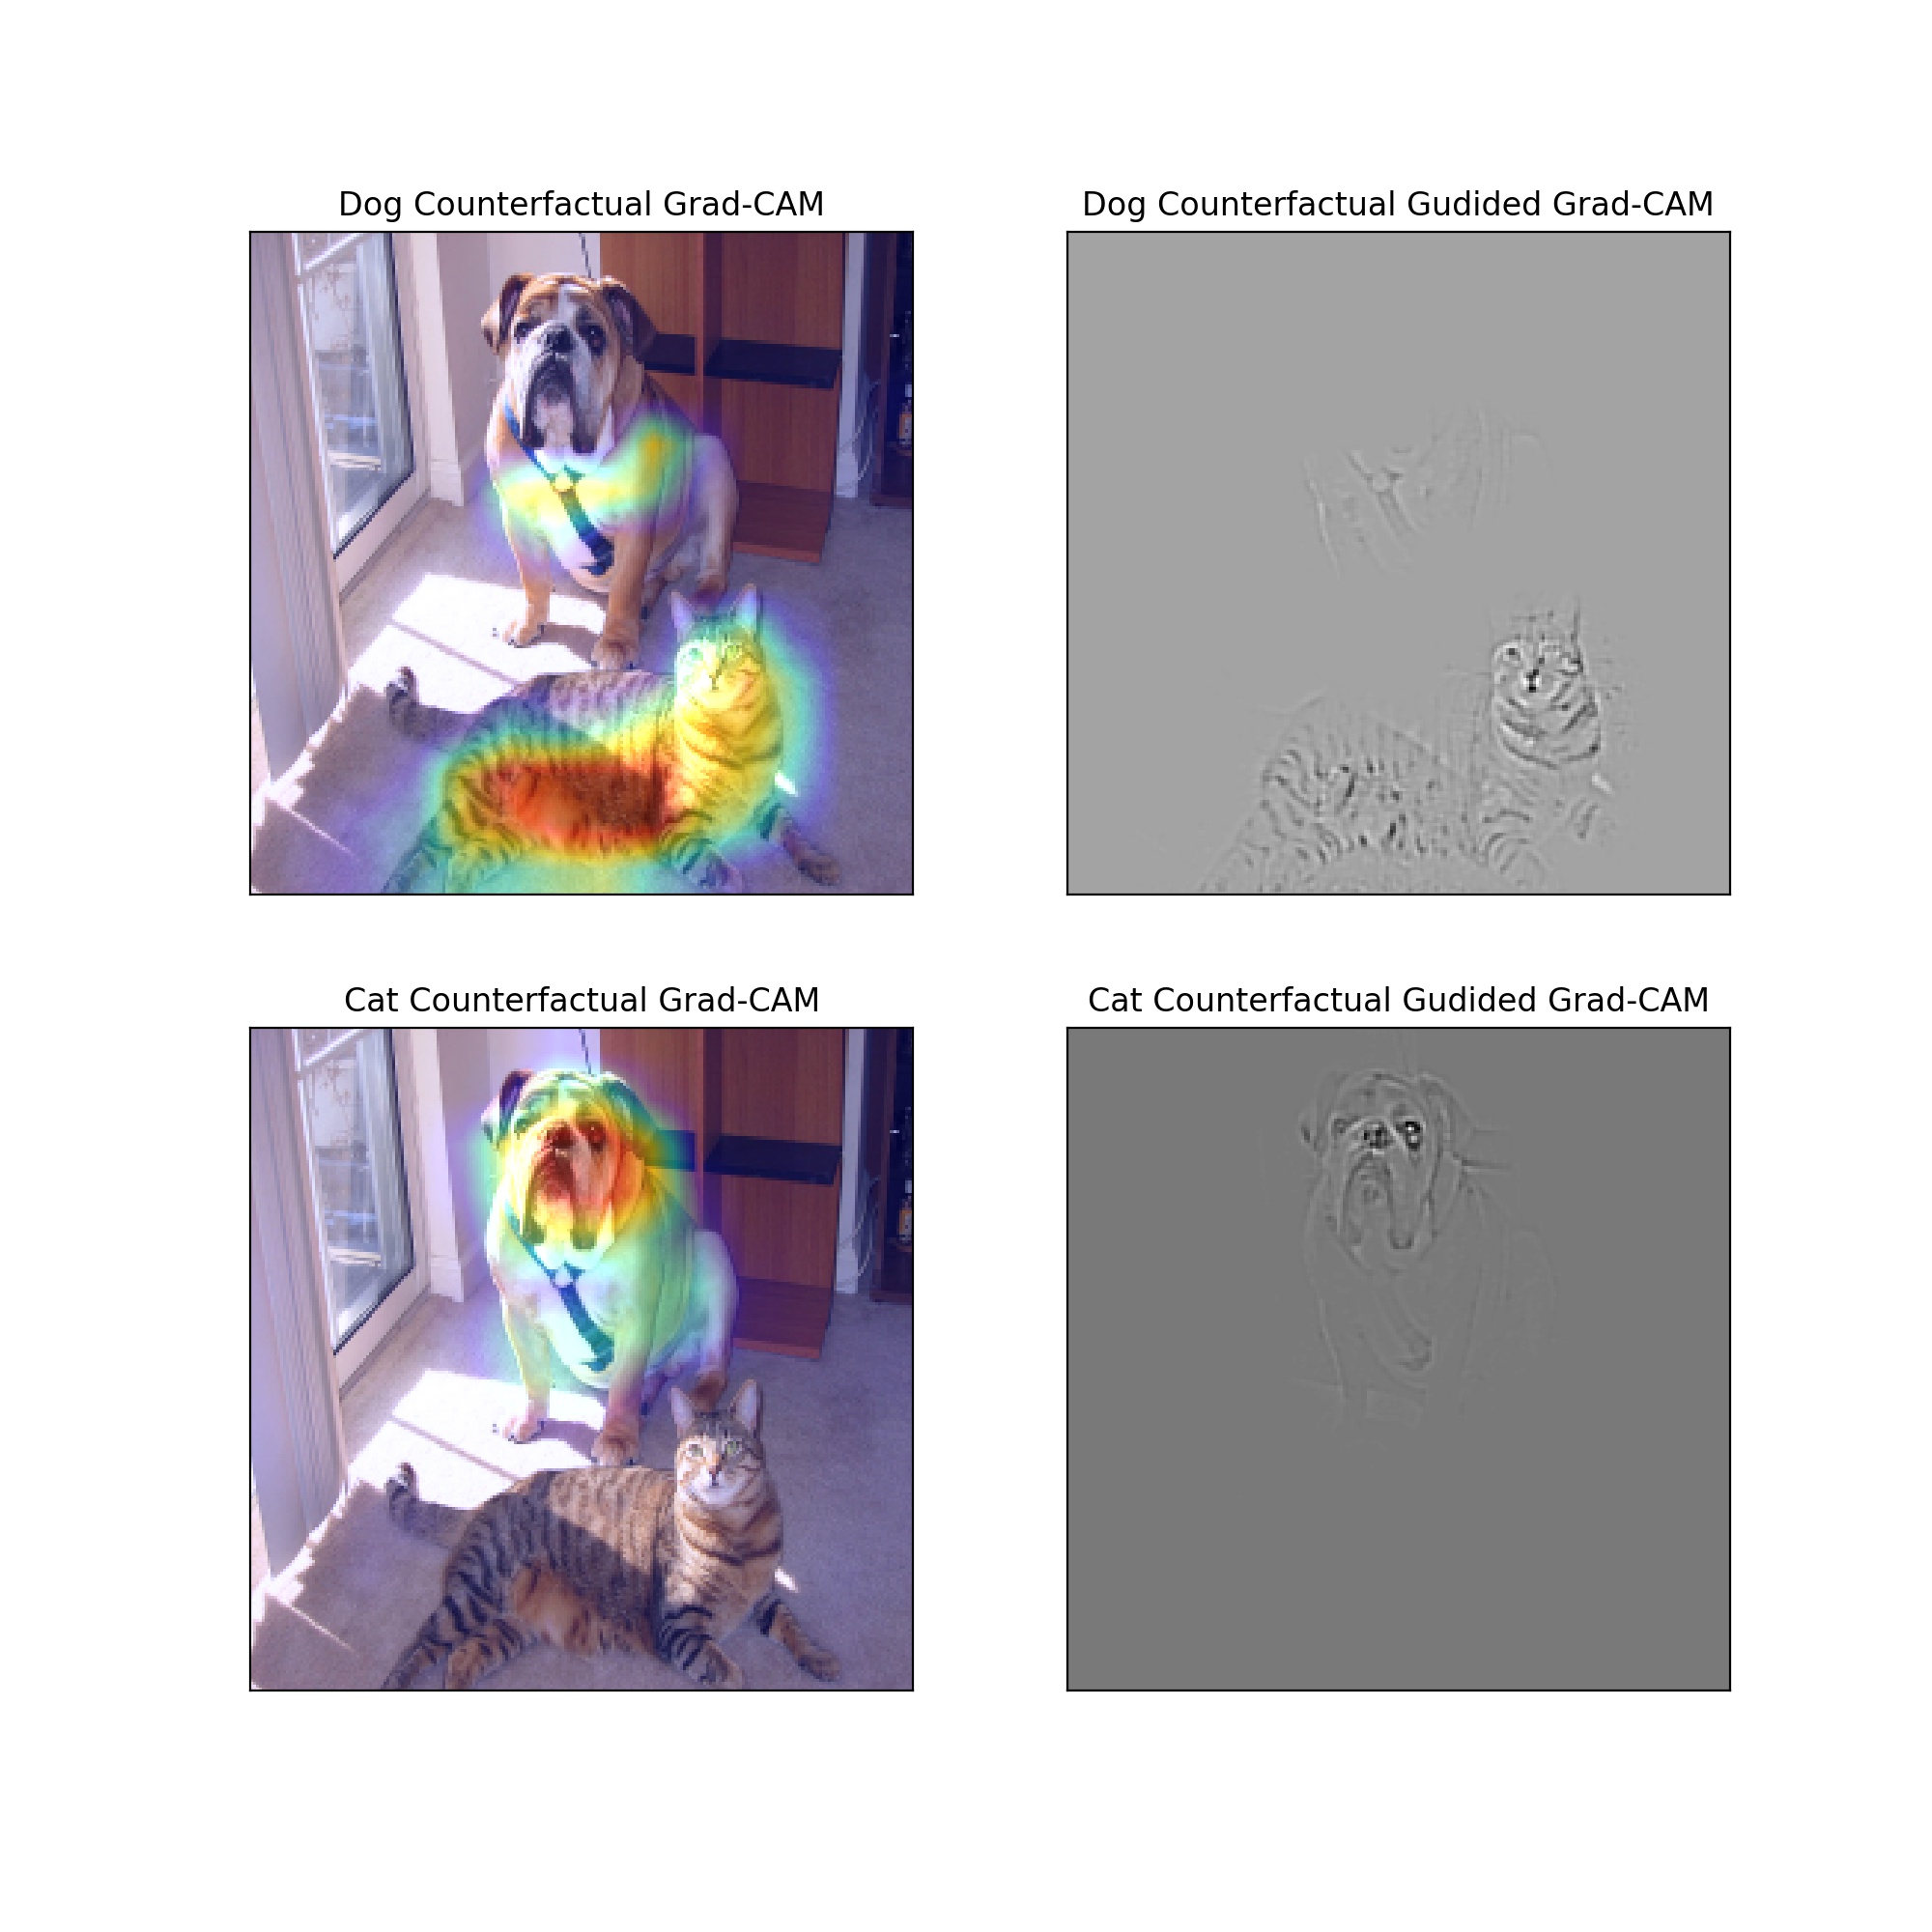 Dog Counterfactual Grad-CAM
Dog Counterfactual Gudided Grad-CAM
Cat Counterfactual Grad-CAM
Cat Counterfactual Gudided Grad-CAM